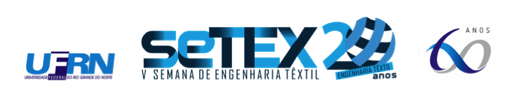 UFRN
UNIVERSIDADE FEDERAL DO RIO GRANDE DO NORTE
SeTEX 20
V SEMANA DE ENGENHARIA TÊXTIL
ENGENHARIA TÊXTIL
anos
60 ANOS